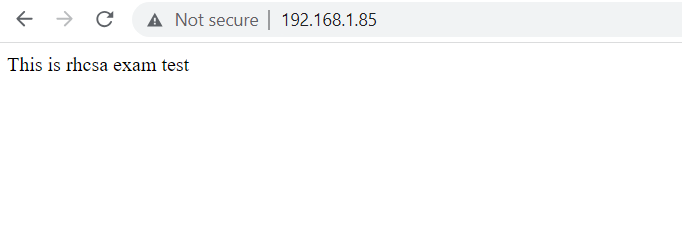 Not secure | 192.168.1.85
This is rhcsa exam test